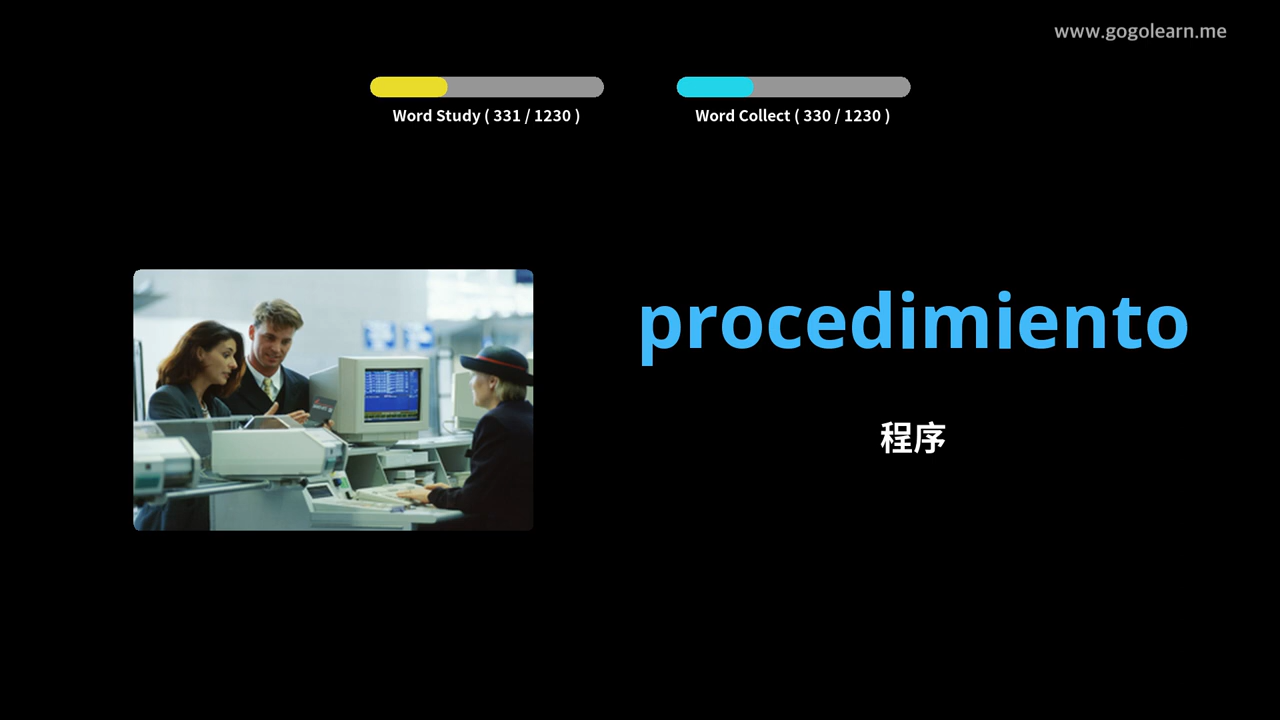 www.gogolearn.me
Word Study ( 331 / 1230 )
Word Collect ( 330 / 1230 )
procedimiento
程序